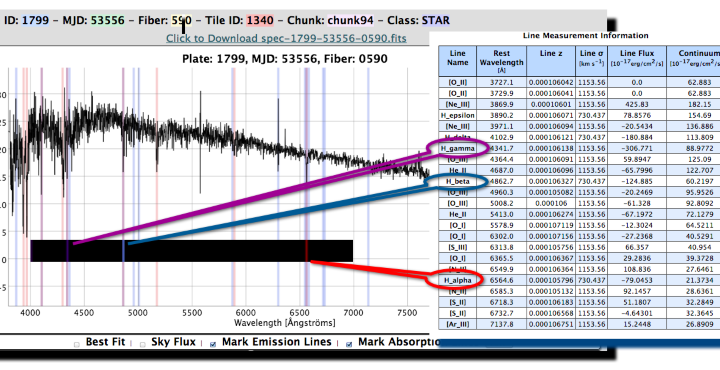 ID: 1799 – MJD: 53556 – Fiber: 590 – Tile ID: 1340 – Chunk: chunk94 – Class: STAR
Click to Download spec-1799-53556-0590.fits
Plate: 1799, MJD: 53556, Fiber: 0590
30
25
20
15
10
5
0
-5
4000 4500 5000 5500 6000 6500 7000 7500
Wavelength [Ångströms]
Best Fit | Sky Flux | Mark Emission Lines | Mark Absorptio
Line Measurement Information
Line Name Rest Wavelength [Å] Line z Line σ [km s⁻¹] Line Flux [10⁻¹⁷erg/cm²/s] Continuum [10⁻¹⁷erg/cm²/s
[O_II] 3727.1 0.000106042 1153.56 0.0 62.883
[O_II] 3729.9 0.000106041 1153.56 0.0 62.883
[Ne_III] 3869.9 0.00010601 1153.56 425.83 182.15
H_epsilon 3890.2 0.000106071 730.437 78.8576 154.69
[Ne_III] 3971.1 0.000106094 1153.56 -20.5434 136.886
H_delta 4102.9 0.000106121 730.437 -180.884 113.809
H_gamma 4341.7 0.000106138 1153.56 -306.771 88.9772
[O_III] 4364.4 0.000106091 1153.56 59.8947 125.09
He_II 4687.0 0.000106096 1153.56 -65.7996 122.707
H_beta 4862.7 0.000106327 730.437 -124.885 60.2197
[O_III] 4960.3 0.000106058 1153.56 -20.2469 95.9526
[O_III] 5008.2 0.000106 1153.56 -61.328 92.8092
He_II 5413.0 0.000106274 1153.56 -67.1972 72.1279
[O_I] 5578.9 0.000107119 1153.56 -12.3024 64.5211
[O_I] 6302.0 0.000107156 1153.56 -27.2368 40.5291
[S_III] 6313.8 0.000105756 1153.56 66.357 40.954
[O_I] 6365.5 0.000106367 1153.56 29.2836 39.3728
[N_II] 6549.9 0.000106364 1153.56 108.836 27.6461
H_alpha 6564.6 0.000105796 730.437 -79.0453 21.3734
[N_II] 6585.3 0.000105132 1153.56 92.1457 28.6361
[S_II] 6718.3 0.000106183 1153.56 51.1807 32.2849
[S_II] 6732.7 0.000106568 1153.56 -4.64301 32.3645
[Ar_III] 7137.8 0.000106751 1153.56 15.2448 26.8909